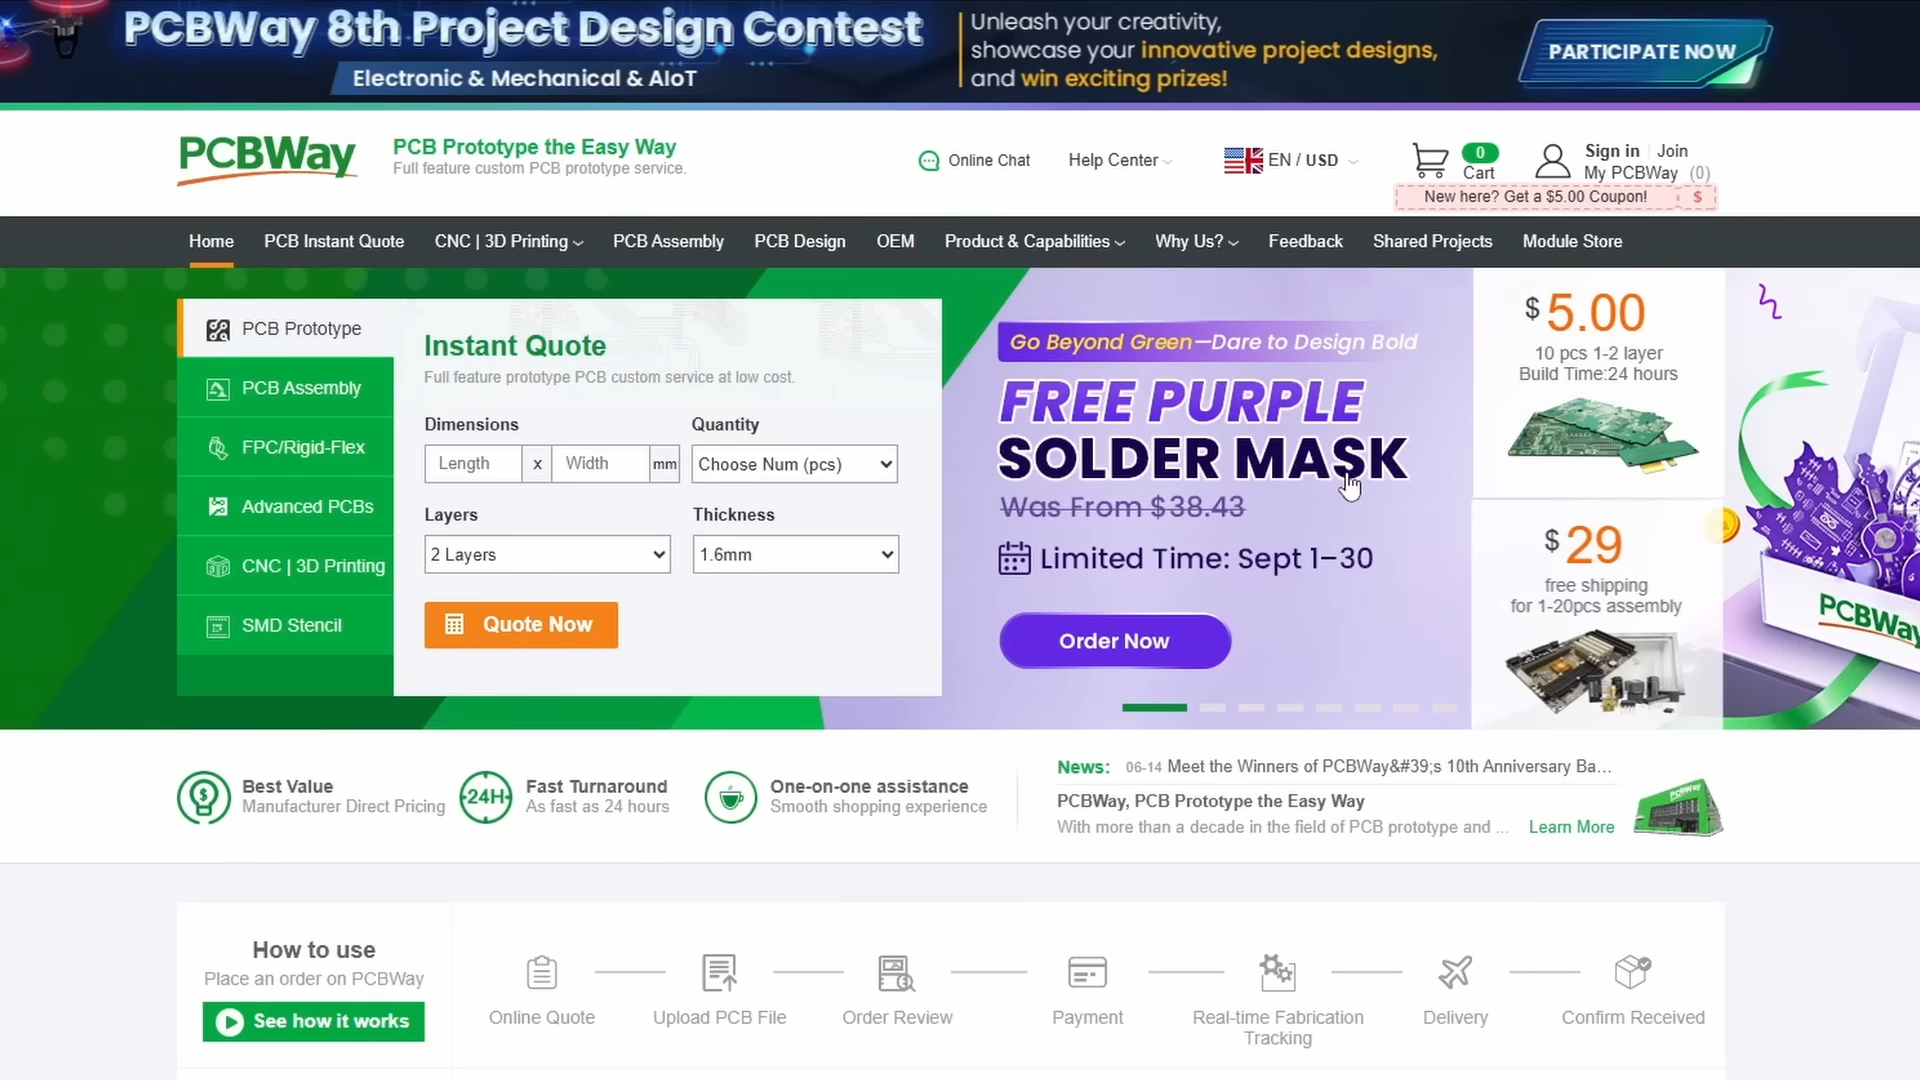 PCBWay 8th Project Design Contest
Electronic & Mechanical & AIoT
Unleash your creativity,
showcase your innovative project designs,
and win exciting prizes!
PARTICIPATE NOW
PCBWay
PCB Prototype the Easy Way
Full feature custom PCB prototype service.
Online Chat
Help Center
EN / USD
0
Cart
Sign in | Join
My PCBWay (0)
New here? Get a $5.00 Coupon! $
Home
PCB Instant Quote
CNC | 3D Printing
PCB Assembly
PCB Design
OEM
Product & Capabilities
Why Us?
Feedback
Shared Projects
Module Store
PCB Prototype
PCB Assembly
FPC/Rigid-Flex
Advanced PCBs
CNC | 3D Printing
SMD Stencil
Instant Quote
Full feature prototype PCB custom service at low cost.
Dimensions
Quantity
Length x Width mm
Choose Num (pcs)
Layers
Thickness
2 Layers
1.6mm
Quote Now
Go Beyond Green—Dare to Design Bold
FREE PURPLE
SOLDER MASK
Was From $38.43
Limited Time: Sept 1–30
Order Now
$5.00
10 pcs 1-2 layer
Build Time:24 hours
$29
free shipping
for 1-20pcs assembly
PCBWay
Best Value
Manufacturer Direct Pricing
24H
Fast Turnaround
As fast as 24 hours
One-on-one assistance
Smooth shopping experience
News: 06-14 Meet the Winners of PCBWay&#39;s 10th Anniversary Ba...
PCBWay, PCB Prototype the Easy Way
With more than a decade in the field of PCB prototype and ... Learn More
PCBWay
How to use
Place an order on PCBWay
See how it works
Online Quote
Upload PCB File
Order Review
Payment
Real-time Fabrication
Tracking
Delivery
Confirm Received